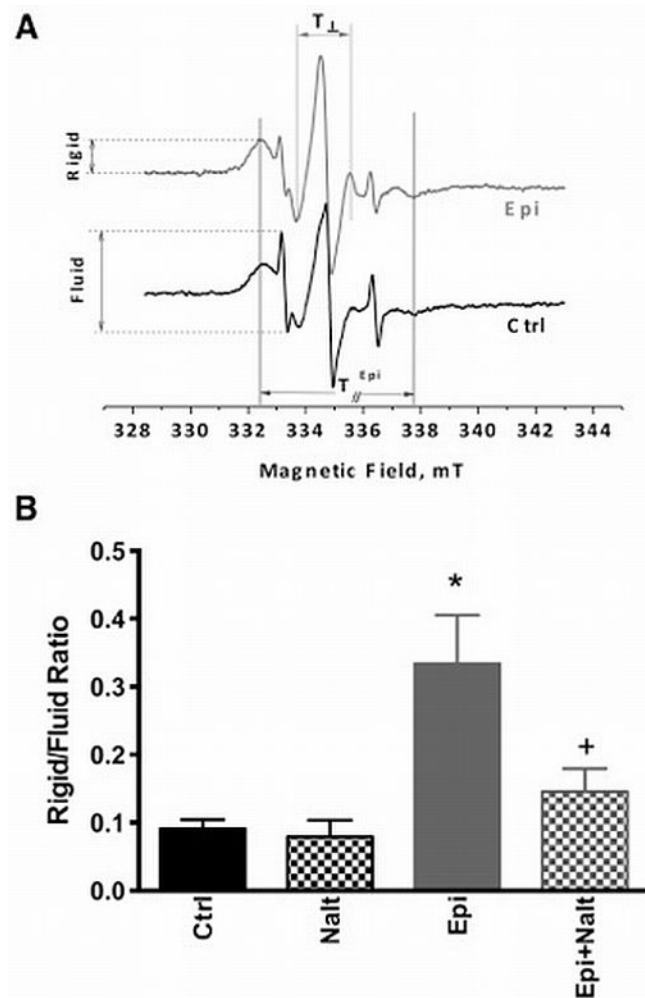 A
T⊥
Rigid
Epi
Fluid
Ctrl
T // Epi
328 330 332 334 336 338 340 342 344
Magnetic Field, mT
B
0.5
0.4
0.3
0.2
0.1
0.0
Rigid/Fluid Ratio
*
+
Ctrl
Nalt
Epi
Epi+Nalt